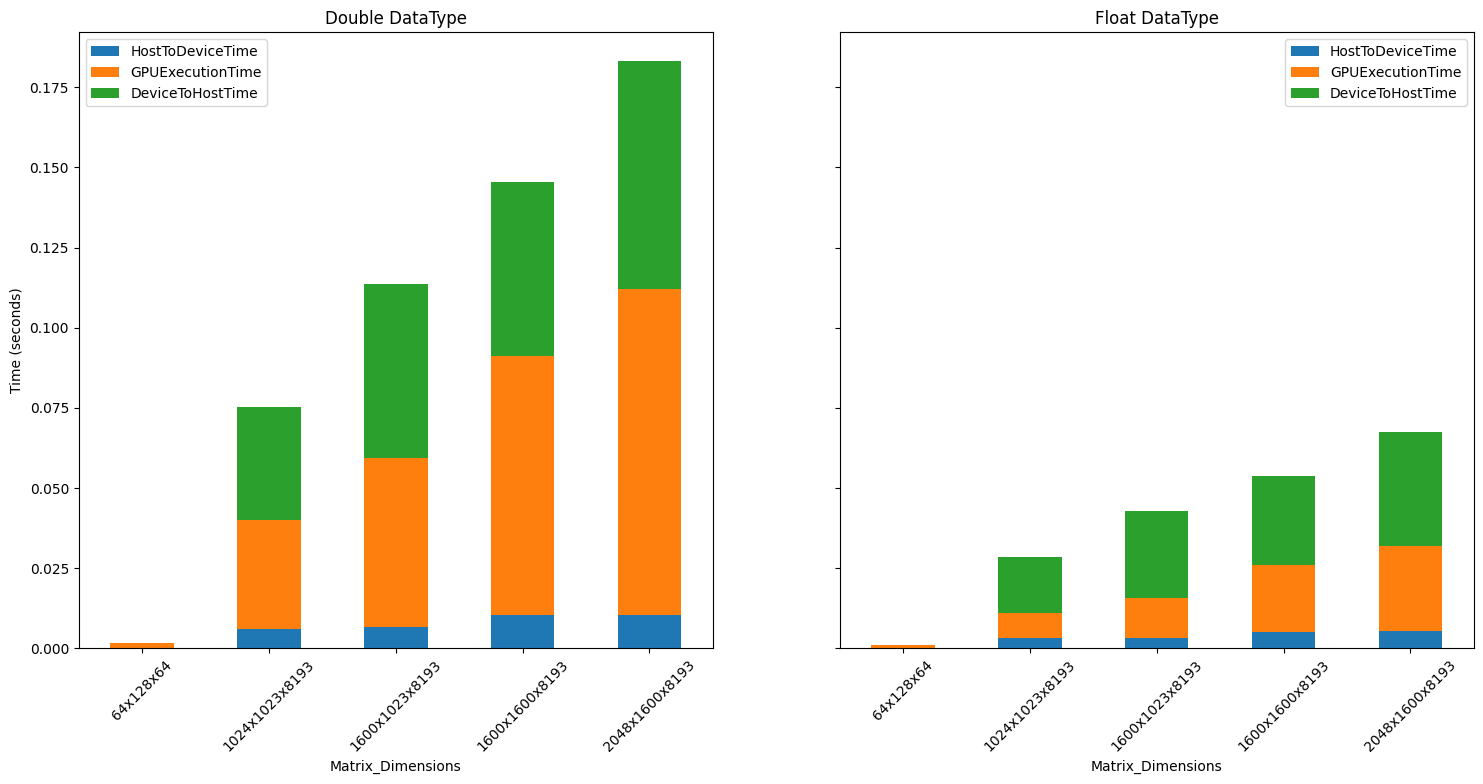 Double DataType
HostToDeviceTime
GPUExecutionTime
DeviceToHostTime
Time (seconds)
0.175
0.150
0.125
0.100
0.075
0.050
0.025
0.000
64x128x64
1024x1023x8193
1600x1023x8193
1600x1600x8193
2048x1600x8193
Matrix_Dimensions
Float DataType
HostToDeviceTime
GPUExecutionTime
DeviceToHostTime
64x128x64
1024x1023x8193
1600x1023x8193
1600x1600x8193
2048x1600x8193
Matrix_Dimensions